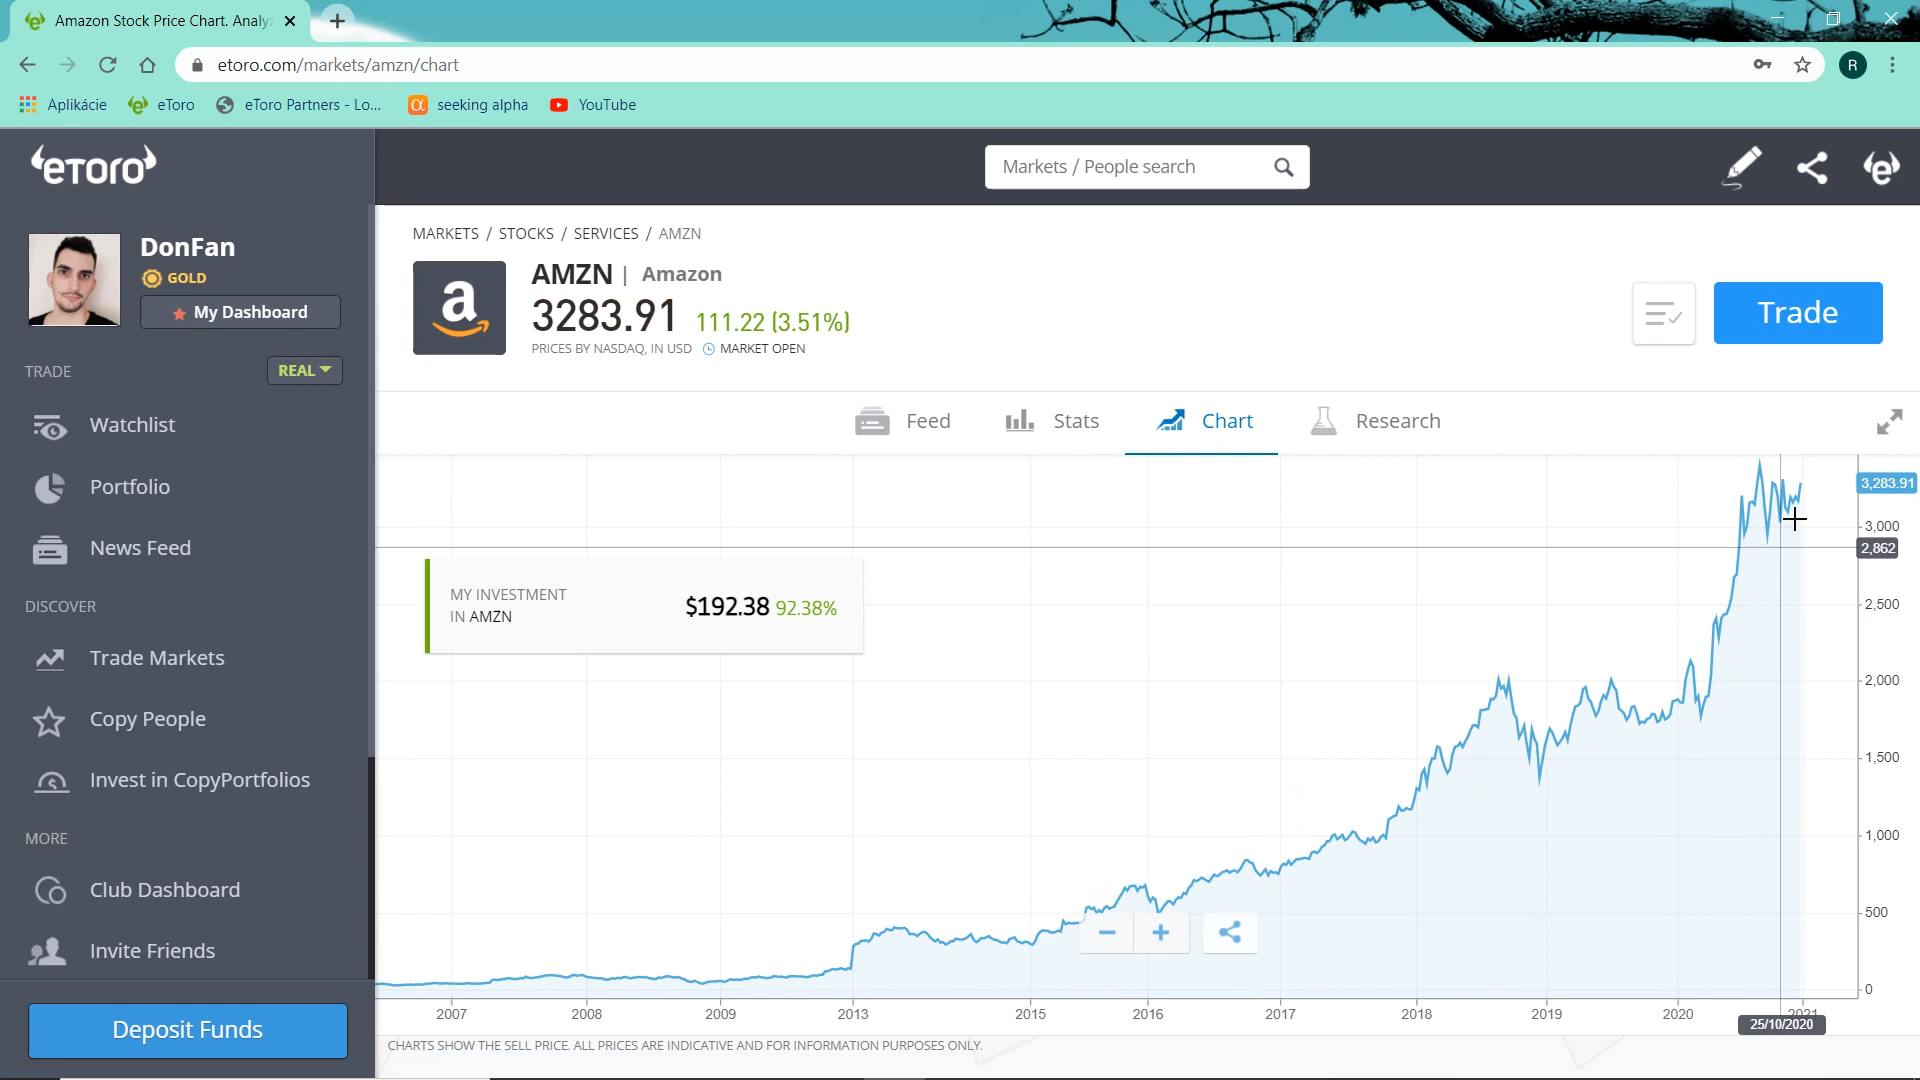 Amazon Stock Price Chart. Analyz
etoro.com/markets/amzn/chart
R
Aplikácie
eToro
eToro Partners - Lo...
seeking alpha
YouTube
eToro
Markets / People search
DonFan
GOLD
My Dashboard
TRADE
REAL
Watchlist
Portfolio
News Feed
DISCOVER
Trade Markets
Copy People
Invest in CopyPortfolios
MORE
Club Dashboard
Invite Friends
Deposit Funds
MARKETS / STOCKS / SERVICES / AMZN
AMZN | Amazon
3283.91 111.22 (3.51%)
PRICES BY NASDAQ, IN USD MARKET OPEN
Trade
Feed
Stats
Chart
Research
MY INVESTMENT
IN AMZN
$192.38 92.38%
3,283.91
3,000
2,862
2,500
2,000
1,500
1,000
500
0
2007 2008 2009 2013 2015 2016 2017 2018 2019 2020 2021
25/10/2020
CHARTS SHOW THE SELL PRICE. ALL PRICES ARE INDICATIVE AND FOR INFORMATION PURPOSES ONLY.